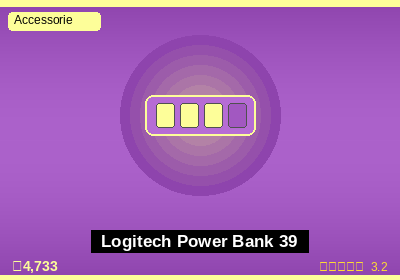 Accessorie
Logitech Power Bank 39
4,733
3.2